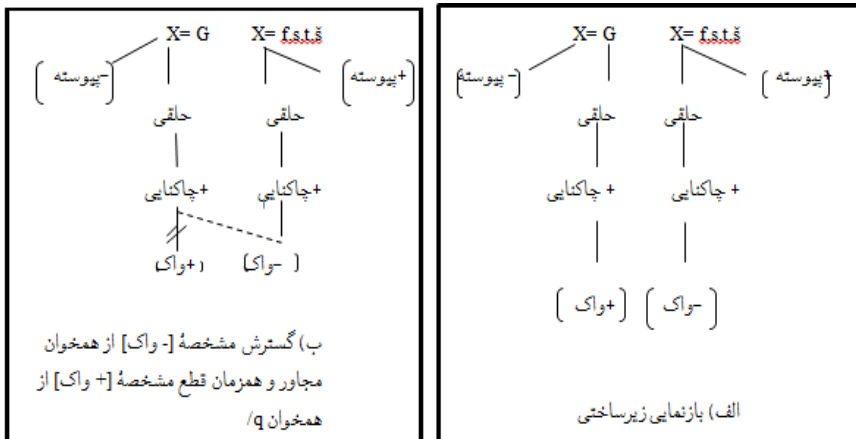 X= G X= f.s.t.š
(+پیوسته) (– پیوسته)
حلقی حلقی
+ چاکنایی + چاکنایی
(–واک) (+واک)
الف) بازنمایی زیرساختی
X= G X= f.s.t.š
(+پیوسته) (–پیوسته)
حلقی حلقی
+چاکنایی +چاکنایی
(–واک) (+واک)
ب) گسترش مشخصهٔ [- واک] از همخوان
مجاور و همزمان قطع مشخصهٔ [+ واک] از
همخوان q/